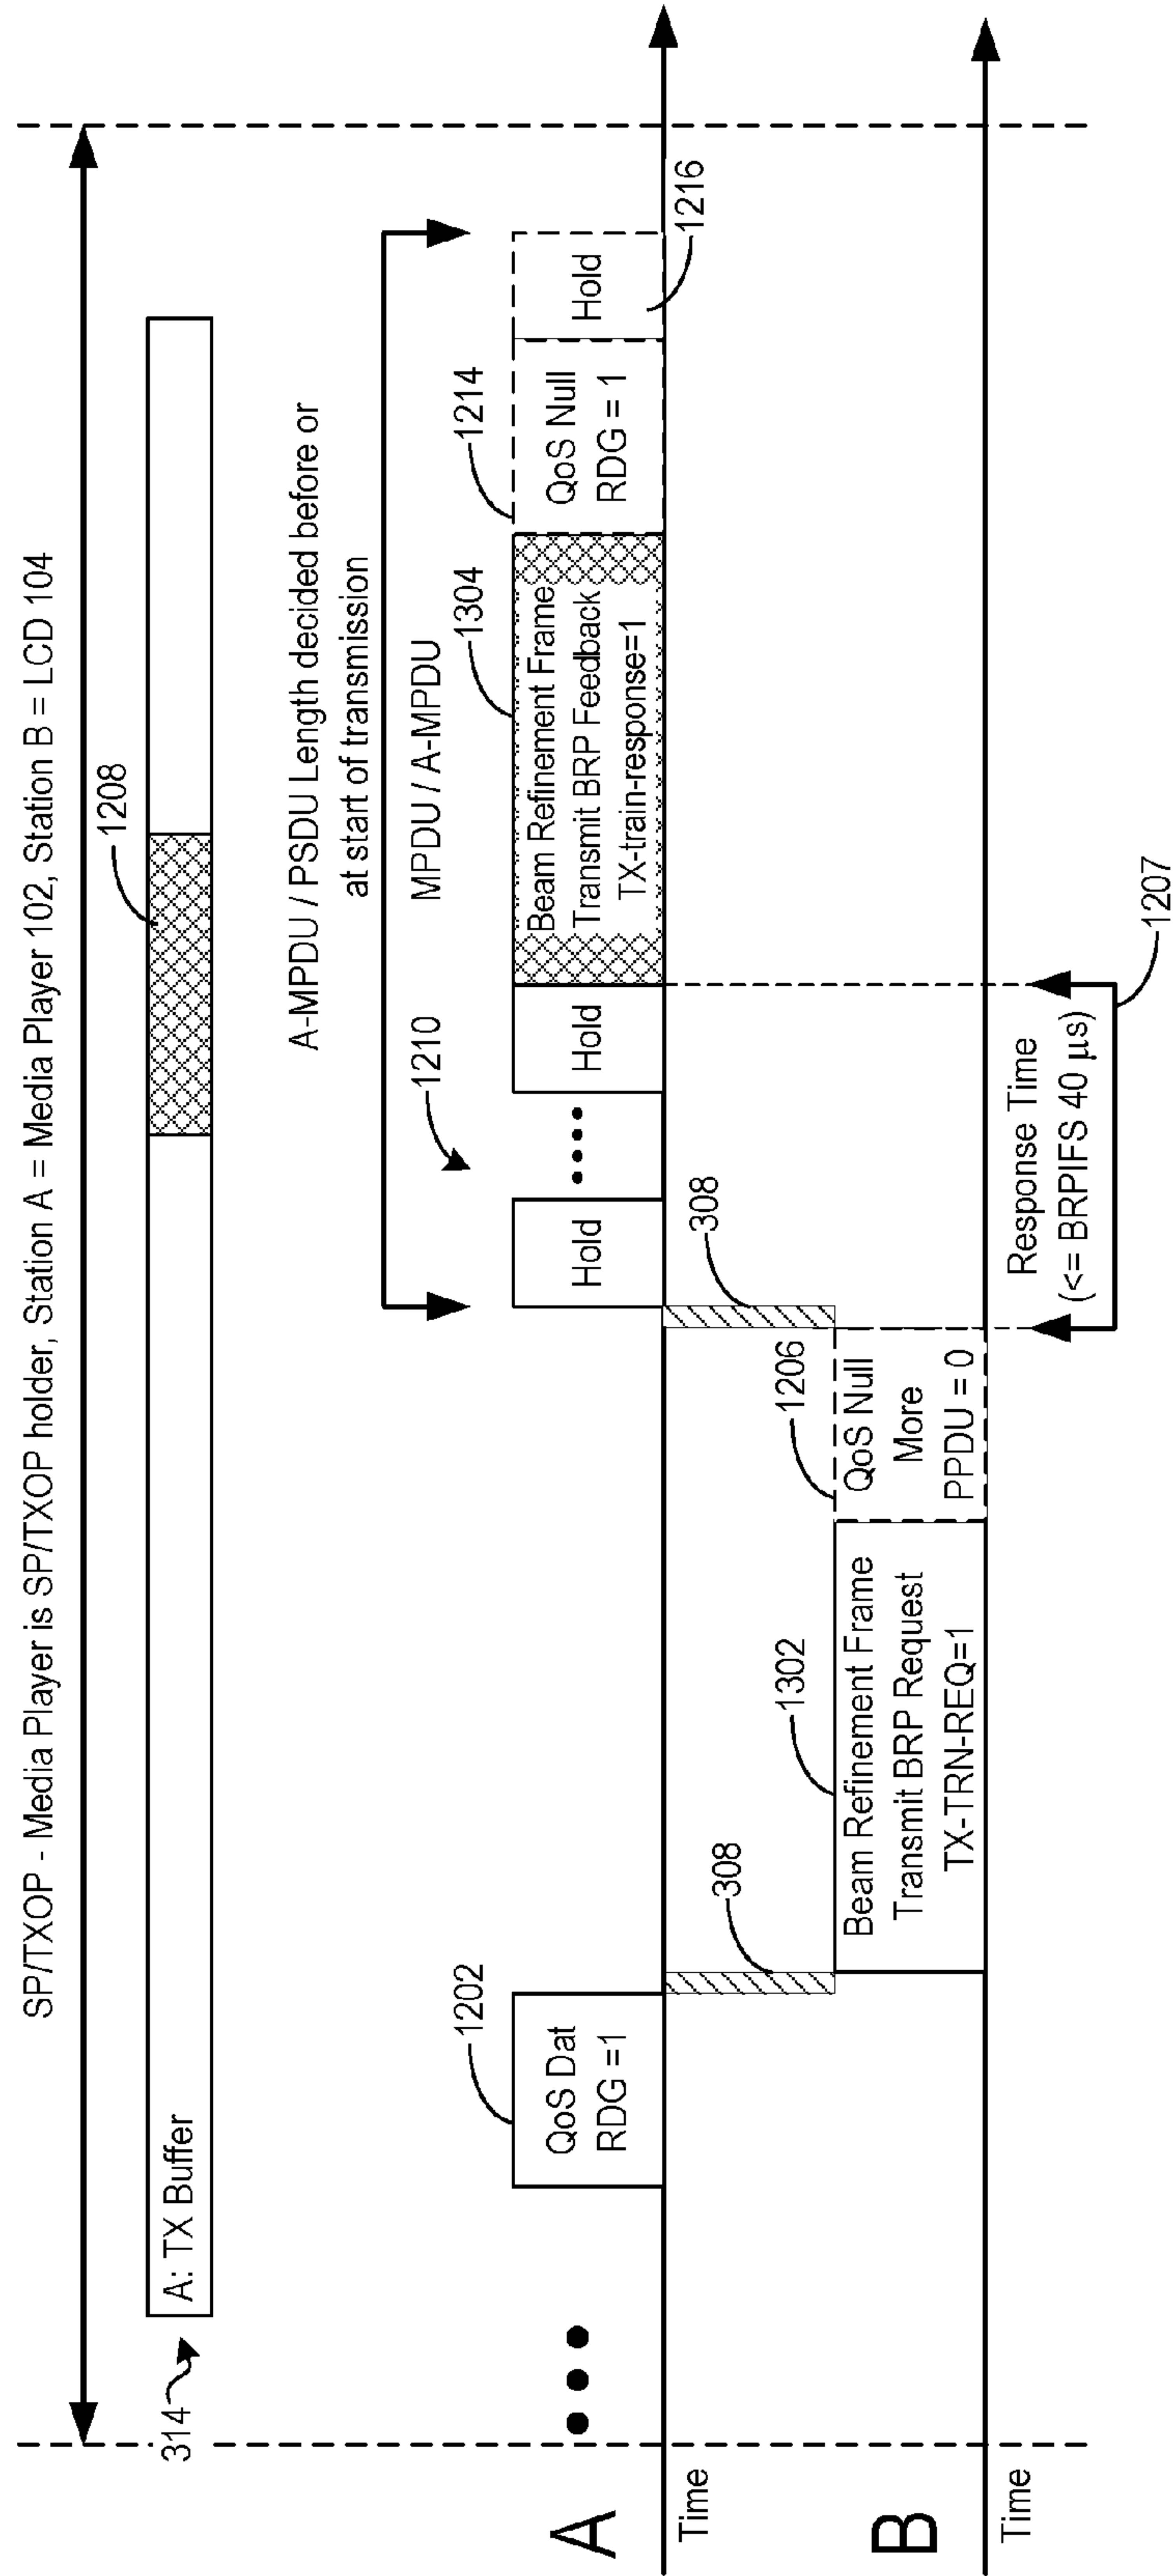 SP/TXOP - Media Player is SP/TXOP holder, Station A = Media Player 102, Station B = LCD 104
314
A: TX Buffer
1208
A-MPDU / PSDU Length decided before or
at start of transmission
MPDU / A-MPDU
A
Time
1202
QoS Dat
RDG =1
1210
Hold
Hold
1304
Beam Refinement Frame
Transmit BRP Feedback
TX-train-response=1
1214
QoS Null
RDG = 1
Hold
1216
308
308
B
Time
1302
Beam Refinement Frame
Transmit BRP Request
TX-TRN-REQ=1
1206
QoS Null
More
PPDU = 0
Response Time
(<= BRPIFS 40 μs)
1207